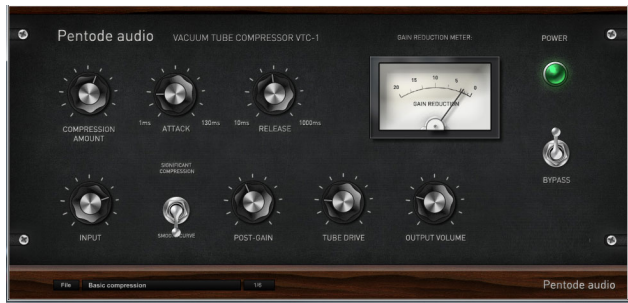 Pentode audio VACUUM TUBE COMPRESSOR VTC-1
GAIN REDUCTION METER:
POWER
20 15 10 5 0
GAIN REDUCTION
COMPRESSION
AMOUNT
1ms ATTACK 130ms
10ms RELEASE 1000ms
SIGNIFICANT
COMPRESSION
BYPASS
INPUT
POST-GAIN
TUBE DRIVE
OUTPUT VOLUME
File Basic compression 1/6
Pentode audio